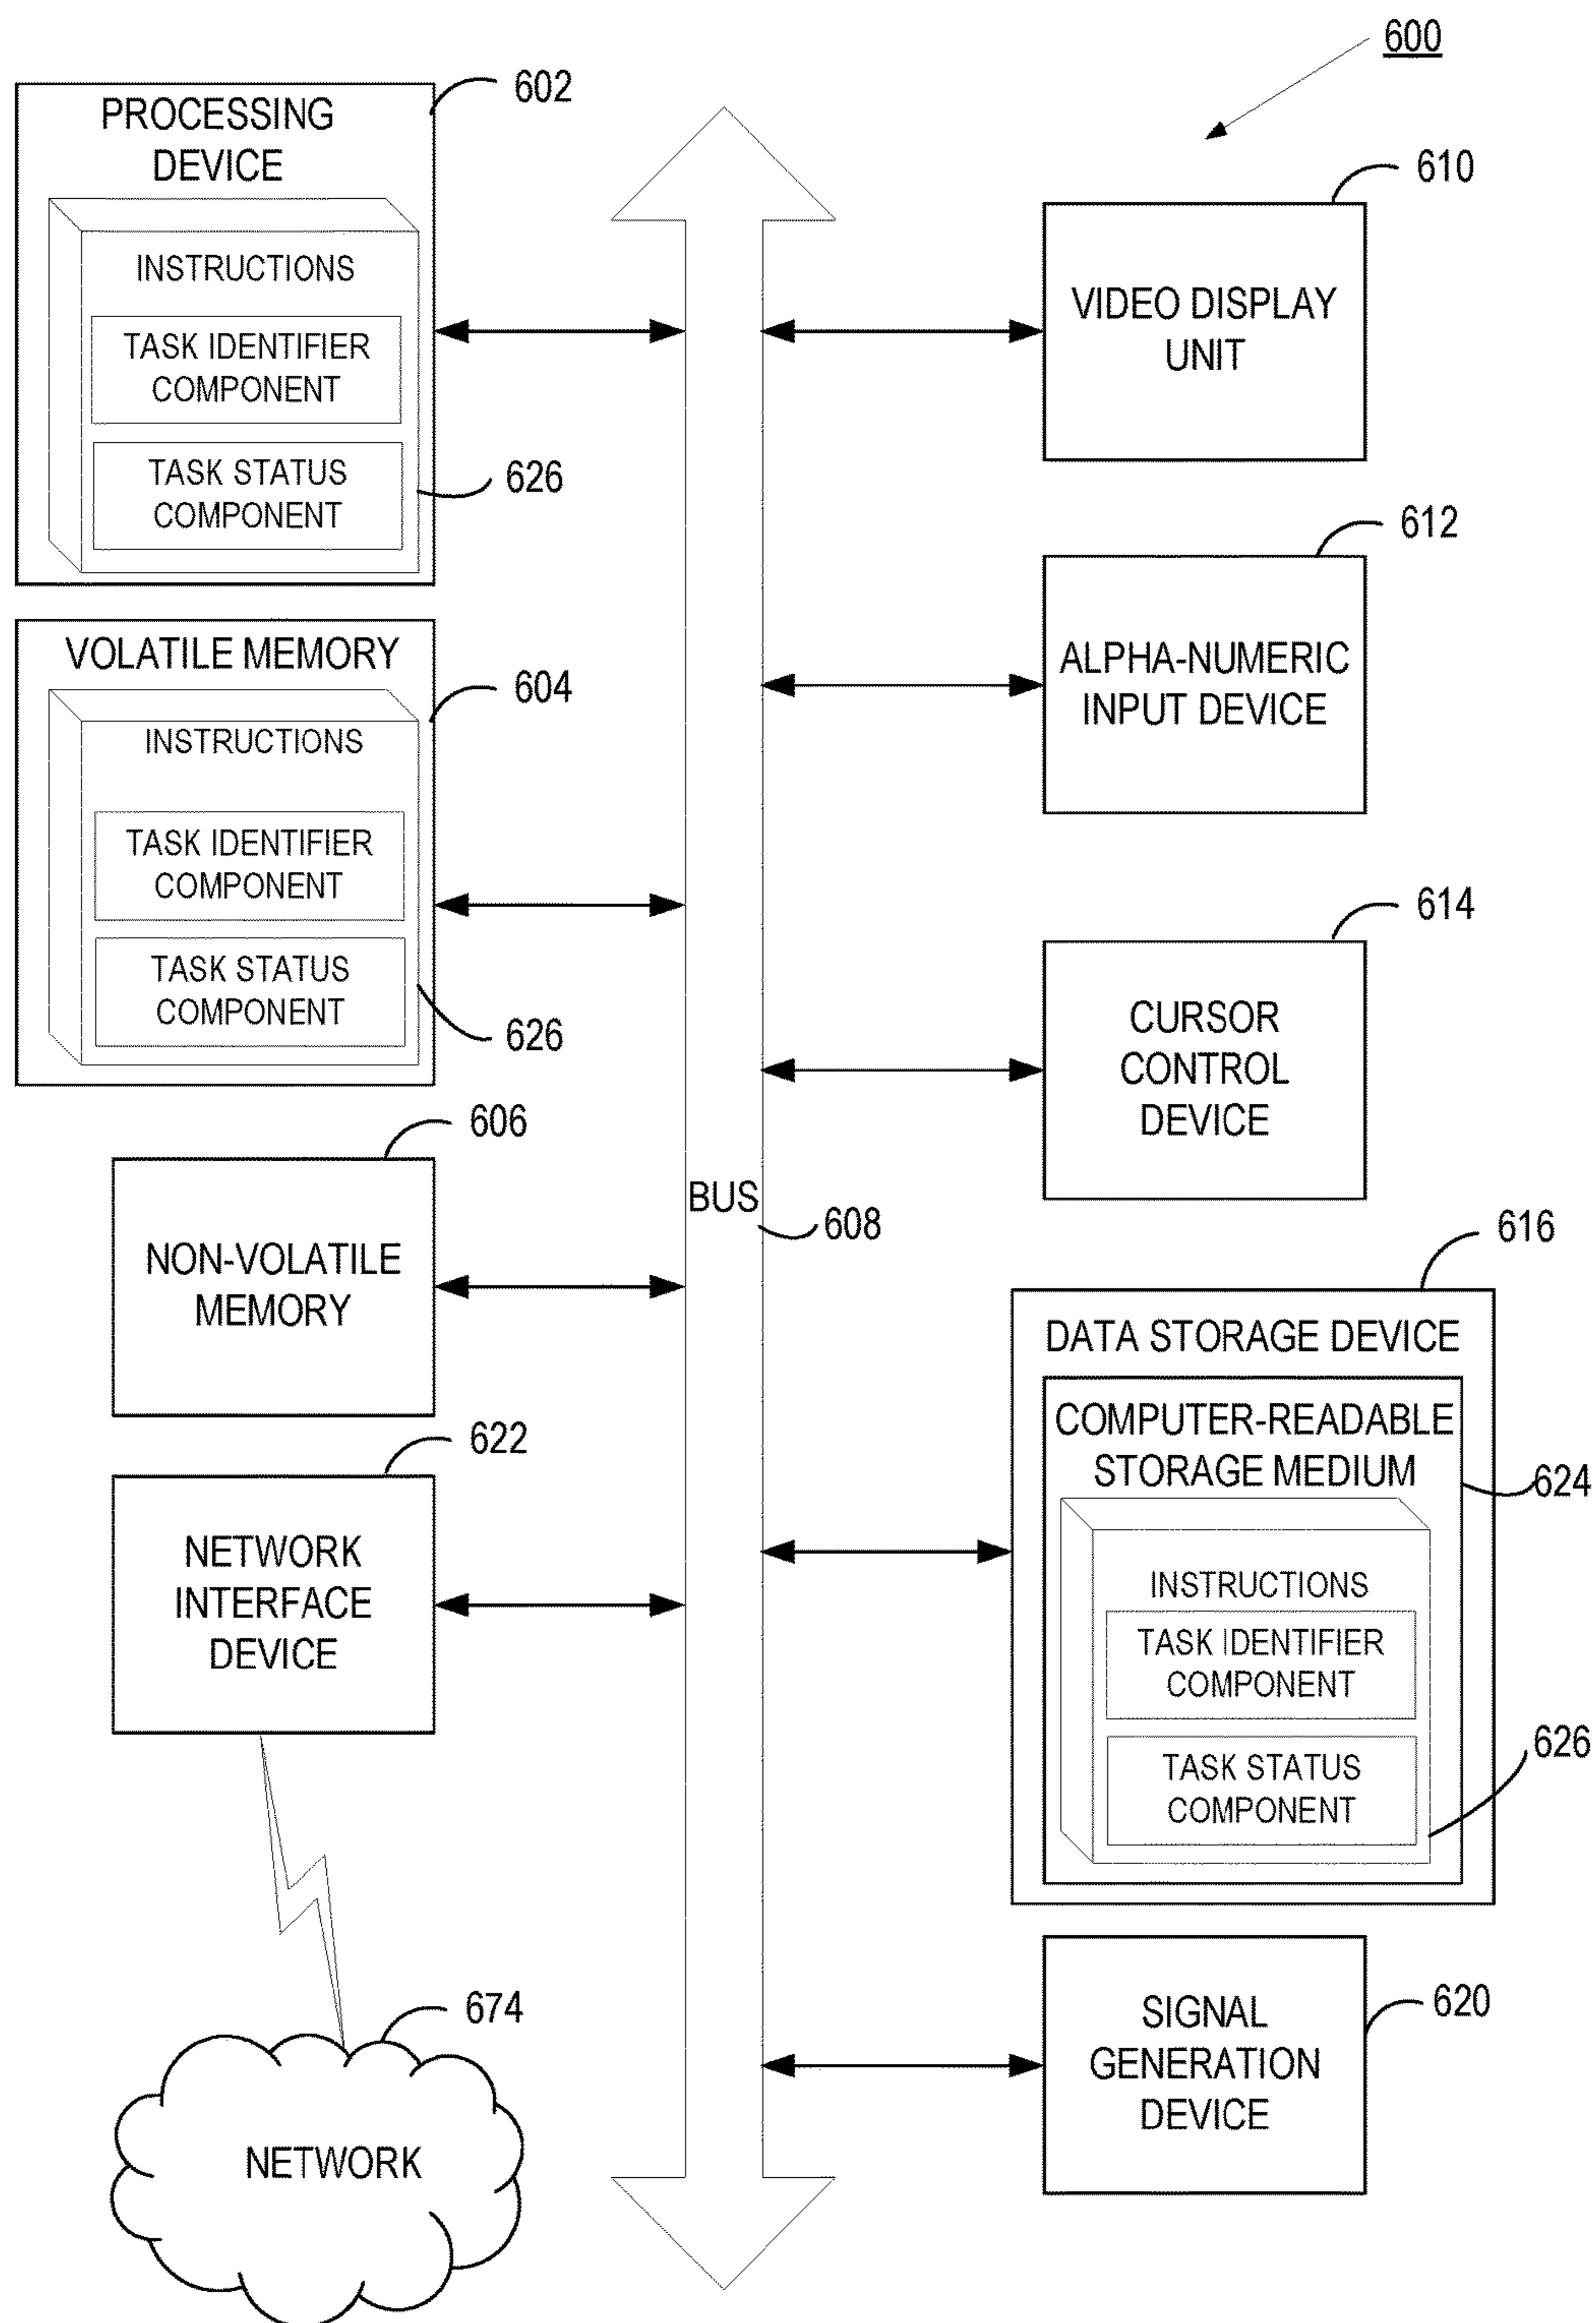 600
602
PROCESSING
DEVICE
INSTRUCTIONS
TASK IDENTIFIER
COMPONENT
TASK STATUS
COMPONENT
626
VOLATILE MEMORY
604
INSTRUCTIONS
TASK IDENTIFIER
COMPONENT
TASK STATUS
COMPONENT
626
606
NON-VOLATILE
MEMORY
622
NETWORK
INTERFACE
DEVICE
674
NETWORK
BUS
608
610
VIDEO DISPLAY
UNIT
612
ALPHA-NUMERIC
INPUT DEVICE
614
CURSOR
CONTROL
DEVICE
616
DATA STORAGE DEVICE
COMPUTER-READABLE
STORAGE MEDIUM
624
INSTRUCTIONS
TASK IDENTIFIER
COMPONENT
TASK STATUS
COMPONENT
626
SIGNAL
GENERATION
DEVICE
620